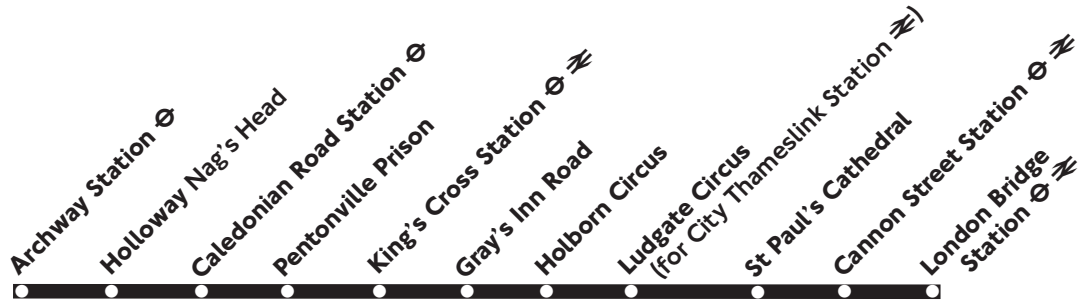 Archway Station
Holloway Nag's Head
Caledonian Road Station
Pentonville Prison
King's Cross Station
Gray's Inn Road
Holborn Circus
Ludgate Circus
(for City Thameslink Station )
St Paul's Cathedral
Cannon Street Station
London Bridge
Station